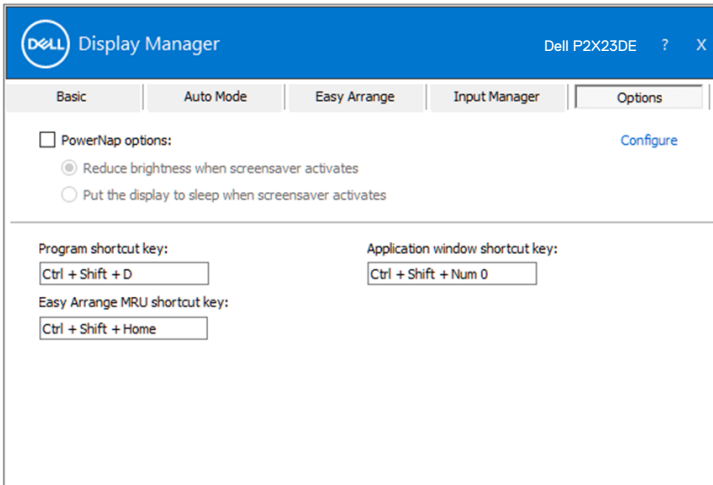 DELL Display Manager Dell P2X23DE ? X
Basic Auto Mode Easy Arrange Input Manager Options
PowerNap options: Configure
Reduce brightness when screensaver activates
Put the display to sleep when screensaver activates
Program shortcut key: Application window shortcut key:
Ctrl + Shift + D Ctrl + Shift + Num 0
Easy Arrange MRU shortcut key:
Ctrl + Shift + Home